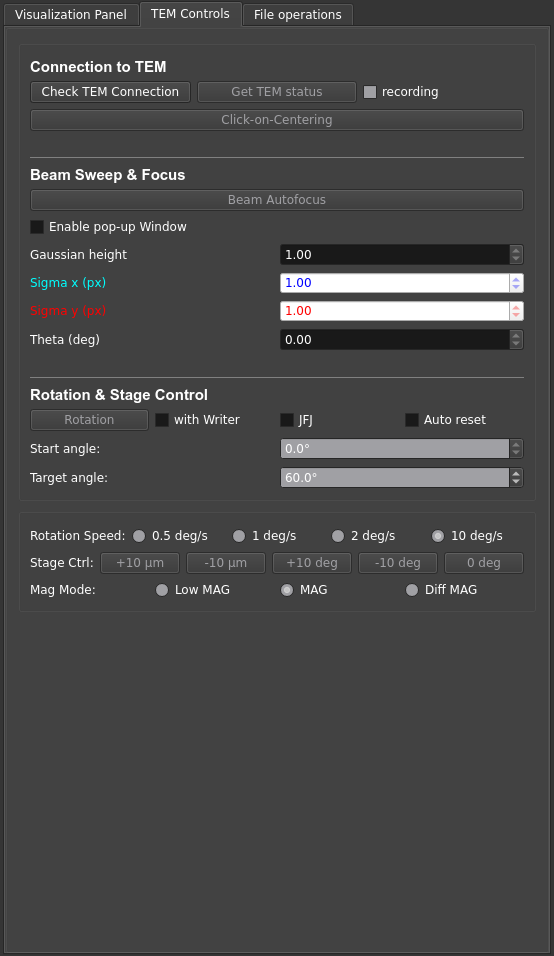 Visualization Panel TEM Controls File operations
Connection to TEM
Check TEM Connection Get TEM status recording
Click-on-Centering
Beam Sweep & Focus
Beam Autofocus
Enable pop-up Window
Gaussian height 1.00
Sigma x (px) 1.00
Sigma y (px) 1.00
Theta (deg) 0.00
Rotation & Stage Control
Rotation with Writer JFJ Auto reset
Start angle: 0.0°
Target angle: 60.0°
Rotation Speed: 0.5 deg/s 1 deg/s 2 deg/s 10 deg/s
Stage Ctrl: +10 µm -10 µm +10 deg -10 deg 0 deg
Mag Mode: Low MAG MAG Diff MAG